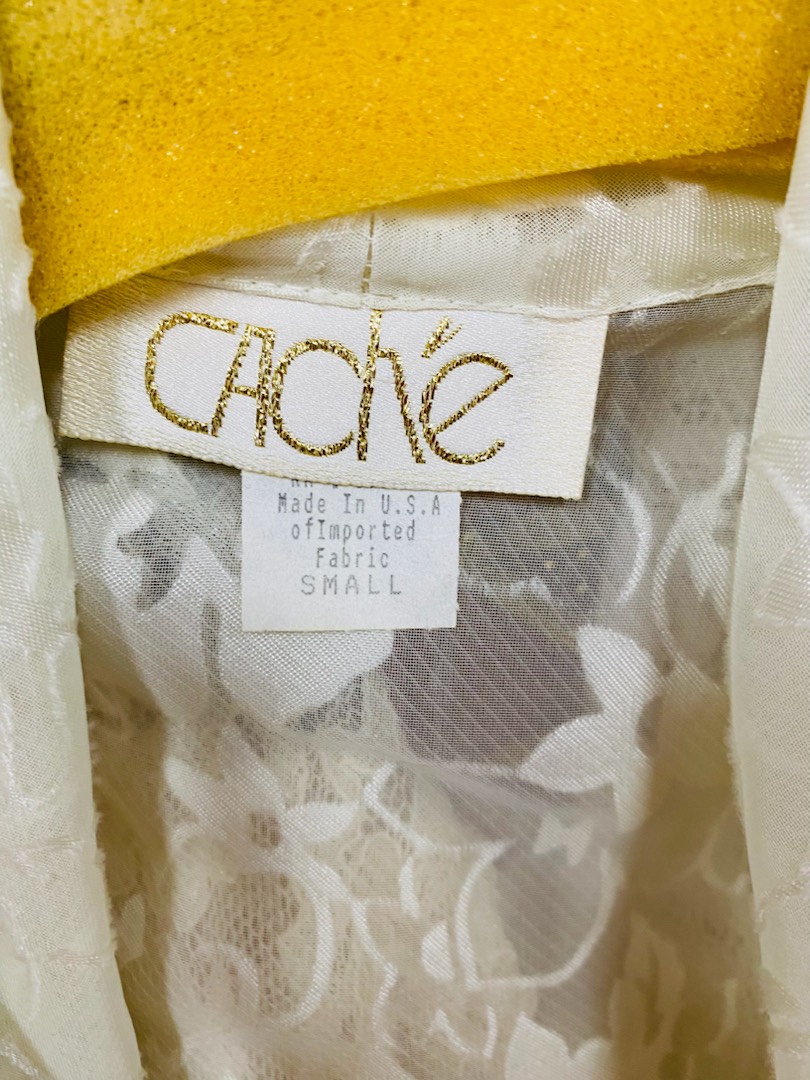 CAché
Made In U.S.A
ofImported
Fabric
SMALL